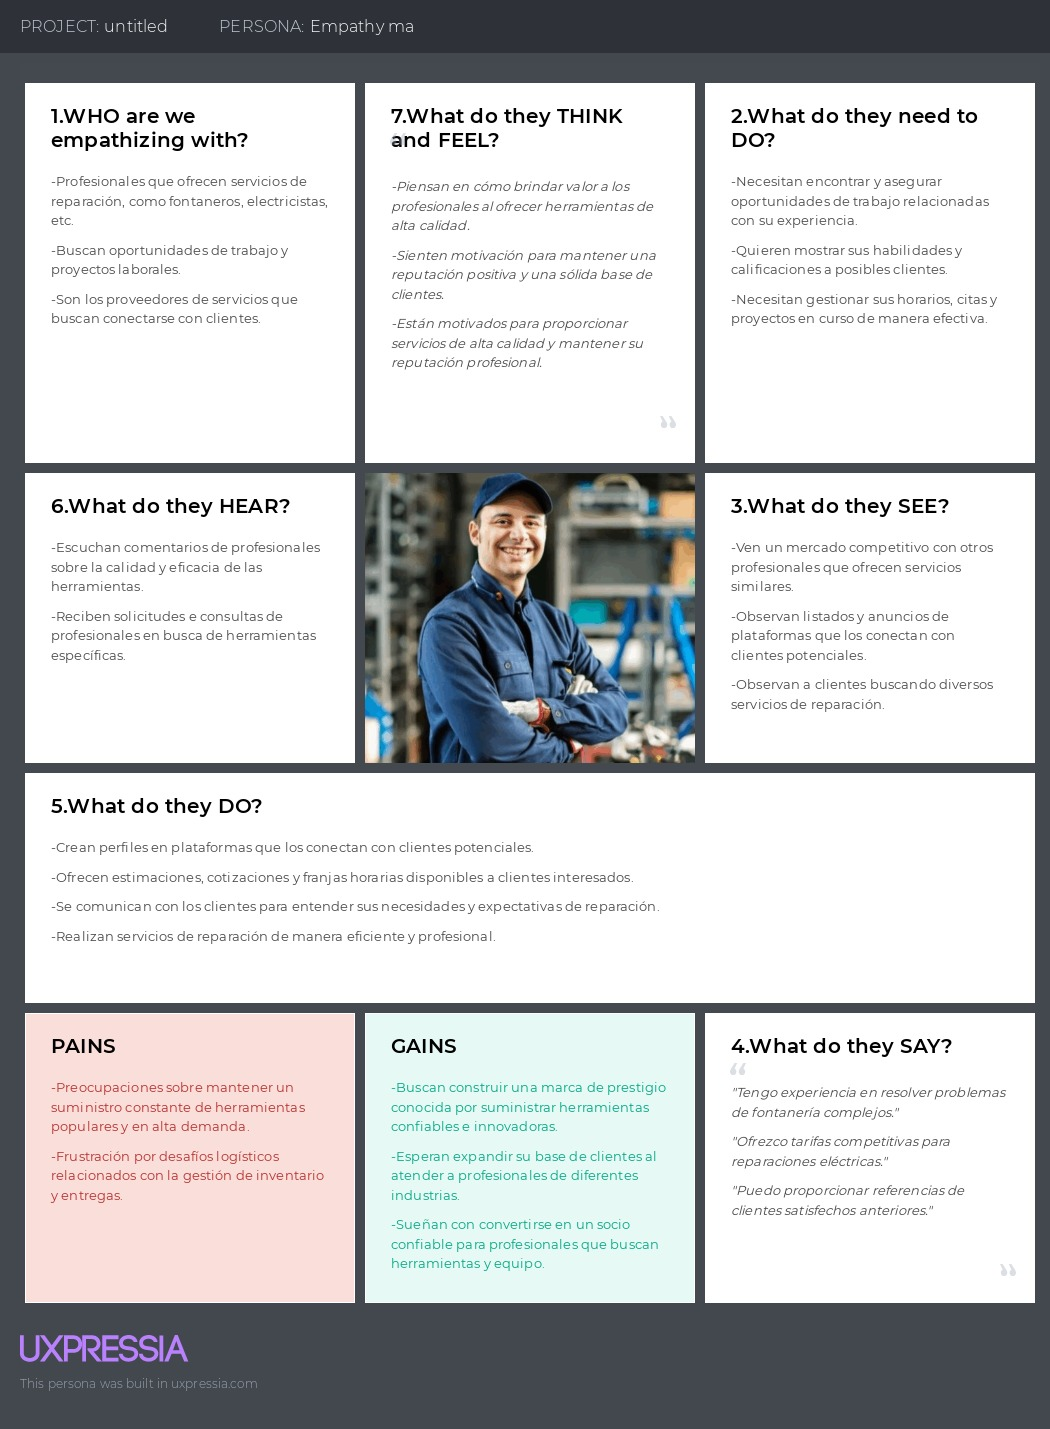 PROJECT: untitled PERSONA: Empathy ma
1.WHO are we
empathizing with?
-Profesionales que ofrecen servicios de
reparación, como fontaneros, electricistas,
etc.
-Buscan oportunidades de trabajo y
proyectos laborales.
-Son los proveedores de servicios que
buscan conectarse con clientes.
7.What do they THINK
and FEEL?
-Piensan en cómo brindar valor a los
profesionales al ofrecer herramientas de
alta calidad.
-Sienten motivación para mantener una
reputación positiva y una sólida base de
clientes.
-Están motivados para proporcionar
servicios de alta calidad y mantener su
reputación profesional.
2.What do they need to
DO?
-Necesitan encontrar y asegurar
oportunidades de trabajo relacionadas
con su experiencia.
-Quieren mostrar sus habilidades y
calificaciones a posibles clientes.
-Necesitan gestionar sus horarios, citas y
proyectos en curso de manera efectiva.
6.What do they HEAR?
-Escuchan comentarios de profesionales
sobre la calidad y eficacia de las
herramientas.
-Reciben solicitudes e consultas de
profesionales en busca de herramientas
específicas.
3.What do they SEE?
-Ven un mercado competitivo con otros
profesionales que ofrecen servicios
similares.
-Observan listados y anuncios de
plataformas que los conectan con
clientes potenciales.
-Observan a clientes buscando diversos
servicios de reparación.
5.What do they DO?
-Crean perfiles en plataformas que los conectan con clientes potenciales.
-Ofrecen estimaciones, cotizaciones y franjas horarias disponibles a clientes interesados.
-Se comunican con los clientes para entender sus necesidades y expectativas de reparación.
-Realizan servicios de reparación de manera eficiente y profesional.
PAINS
-Preocupaciones sobre mantener un
suministro constante de herramientas
populares y en alta demanda.
-Frustración por desafíos logísticos
relacionados con la gestión de inventario
y entregas.
GAINS
-Buscan construir una marca de prestigio
conocida por suministrar herramientas
confiables e innovadoras.
-Esperan expandir su base de clientes al
atender a profesionales de diferentes
industrias.
-Sueñan con convertirse en un socio
confiable para profesionales que buscan
herramientas y equipo.
4.What do they SAY?
"Tengo experiencia en resolver problemas
de fontanería complejos."
"Ofrezco tarifas competitivas para
reparaciones eléctricas."
"Puedo proporcionar referencias de
clientes satisfechos anteriores."
UXPRESSIA
This persona was built in uxpressia.com